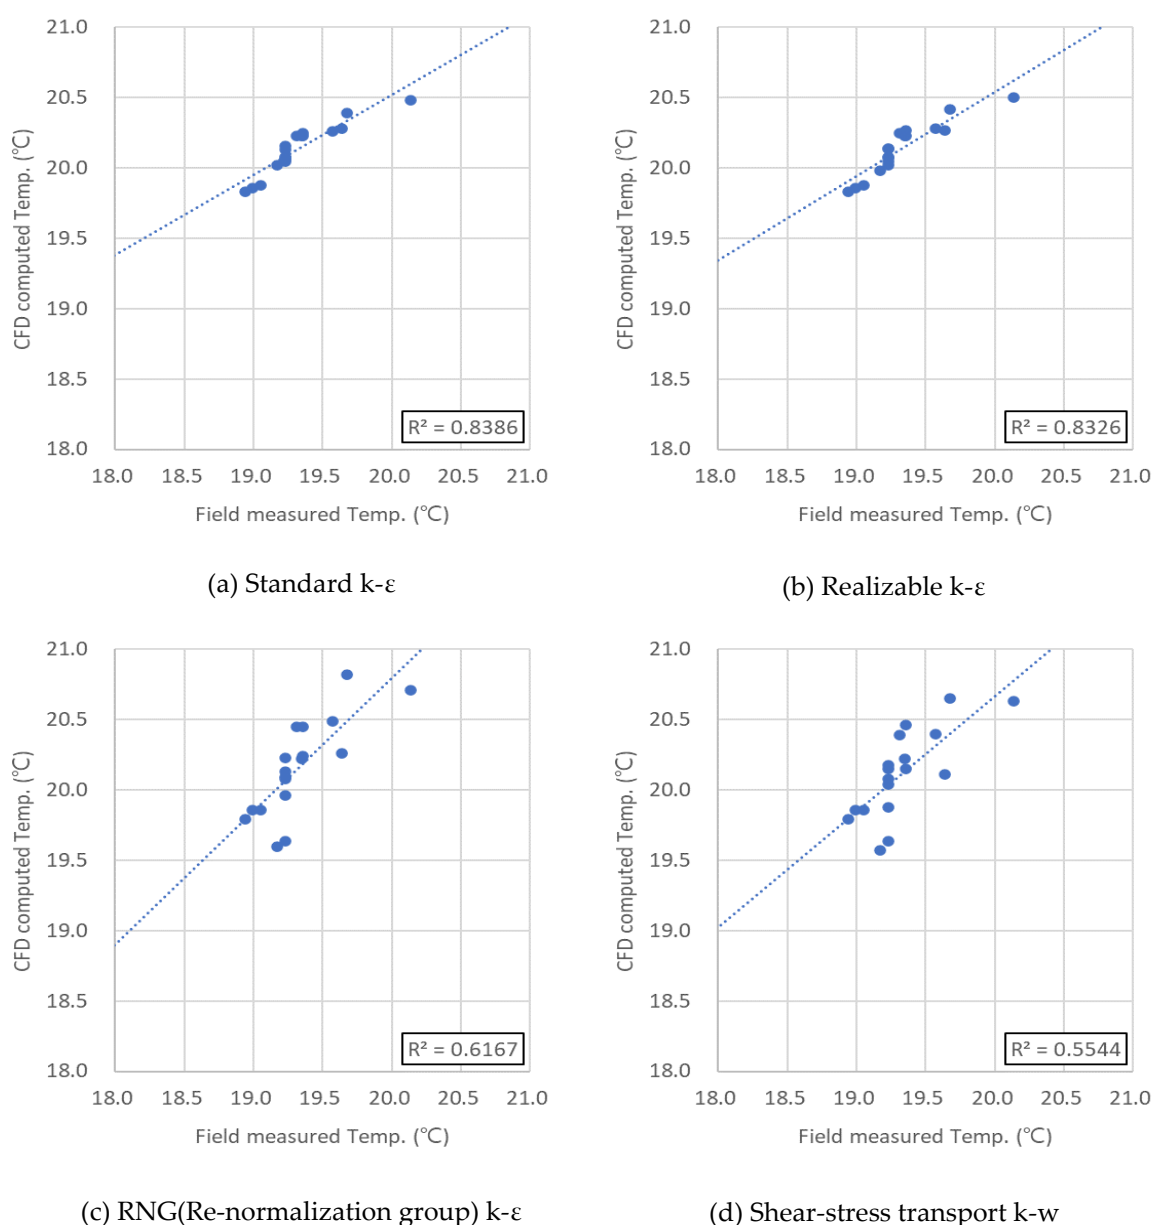 21.0
20.5
20.0
19.5
19.0
18.5
18.0
CFD computed Temp. (℃)
R² = 0.8386
18.0 18.5 19.0 19.5 20.0 20.5 21.0
Field measured Temp. (℃)
(a) Standard k-ε
21.0
20.5
20.0
19.5
19.0
18.5
18.0
CFD computed Temp. (℃)
R² = 0.8326
18.0 18.5 19.0 19.5 20.0 20.5 21.0
Field measured Temp. (℃)
(b) Realizable k-ε
21.0
20.5
20.0
19.5
19.0
18.5
18.0
CFD computed Temp. (℃)
R² = 0.6167
18.0 18.5 19.0 19.5 20.0 20.5 21.0
Field measured Temp. (℃)
(c) RNG(Re-normalization group) k-ε
21.0
20.5
20.0
19.5
19.0
18.5
18.0
CFD computed Temp. (℃)
R² = 0.5544
18.0 18.5 19.0 19.5 20.0 20.5 21.0
Field measured Temp. (℃)
(d) Shear-stress transport k-w